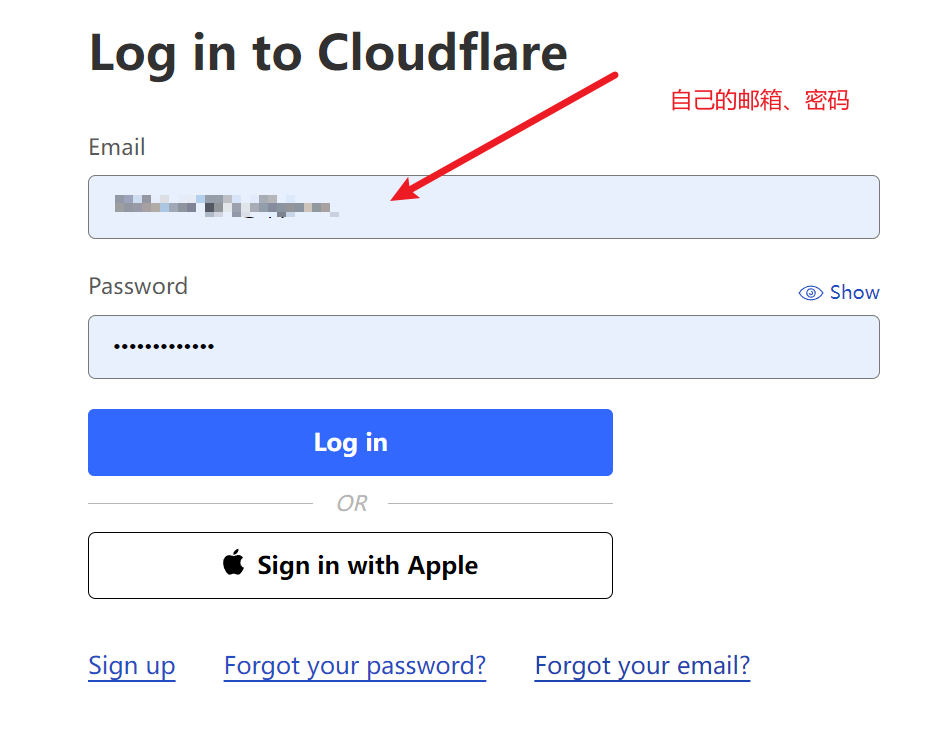 Log in to Cloudflare
自己的邮箱、密码
Email
Password
Show
•••••••••••••
Log in
OR
Sign in with Apple
Sign up
Forgot your password?
Forgot your email?